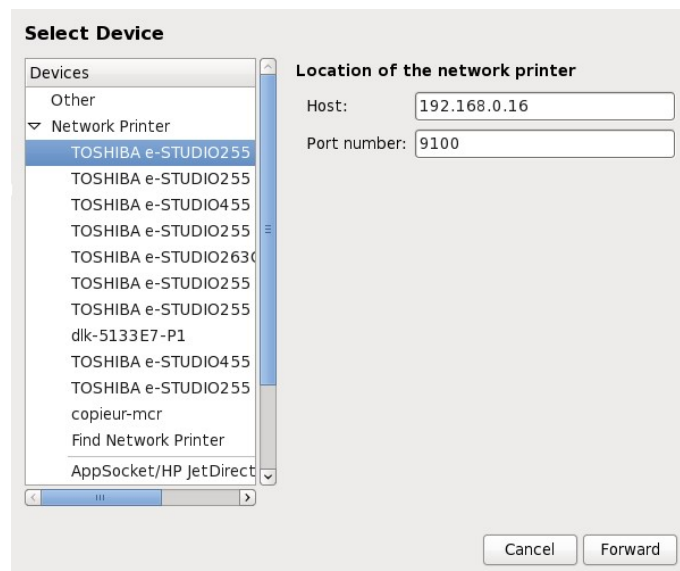 Select Device
Devices
Other
Network Printer
TOSHIBA e-STUDIO255
TOSHIBA e-STUDIO255
TOSHIBA e-STUDIO455
TOSHIBA e-STUDIO255
TOSHIBA e-STUDIO263
TOSHIBA e-STUDIO255
TOSHIBA e-STUDIO255
dlk-5133E7-P1
TOSHIBA e-STUDIO455
TOSHIBA e-STUDIO255
copieur-mcr
Find Network Printer
AppSocket/HP JetDirect
Location of the network printer
Host: 192.168.0.16
Port number: 9100
Cancel Forward